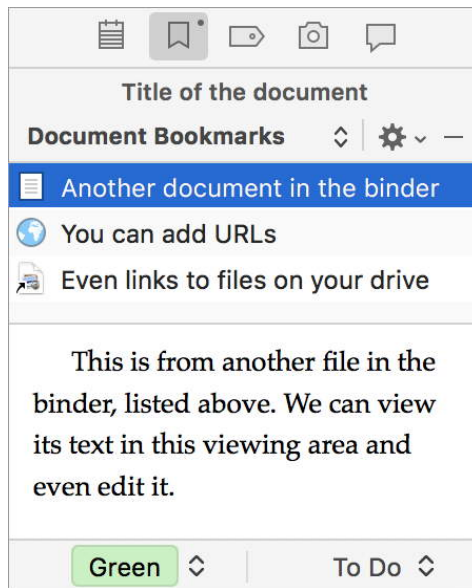 Title of the document
Document Bookmarks
Another document in the binder
You can add URLs
Even links to files on your drive
This is from another file in the
binder, listed above. We can view
its text in this viewing area and
even edit it.
Green
To Do